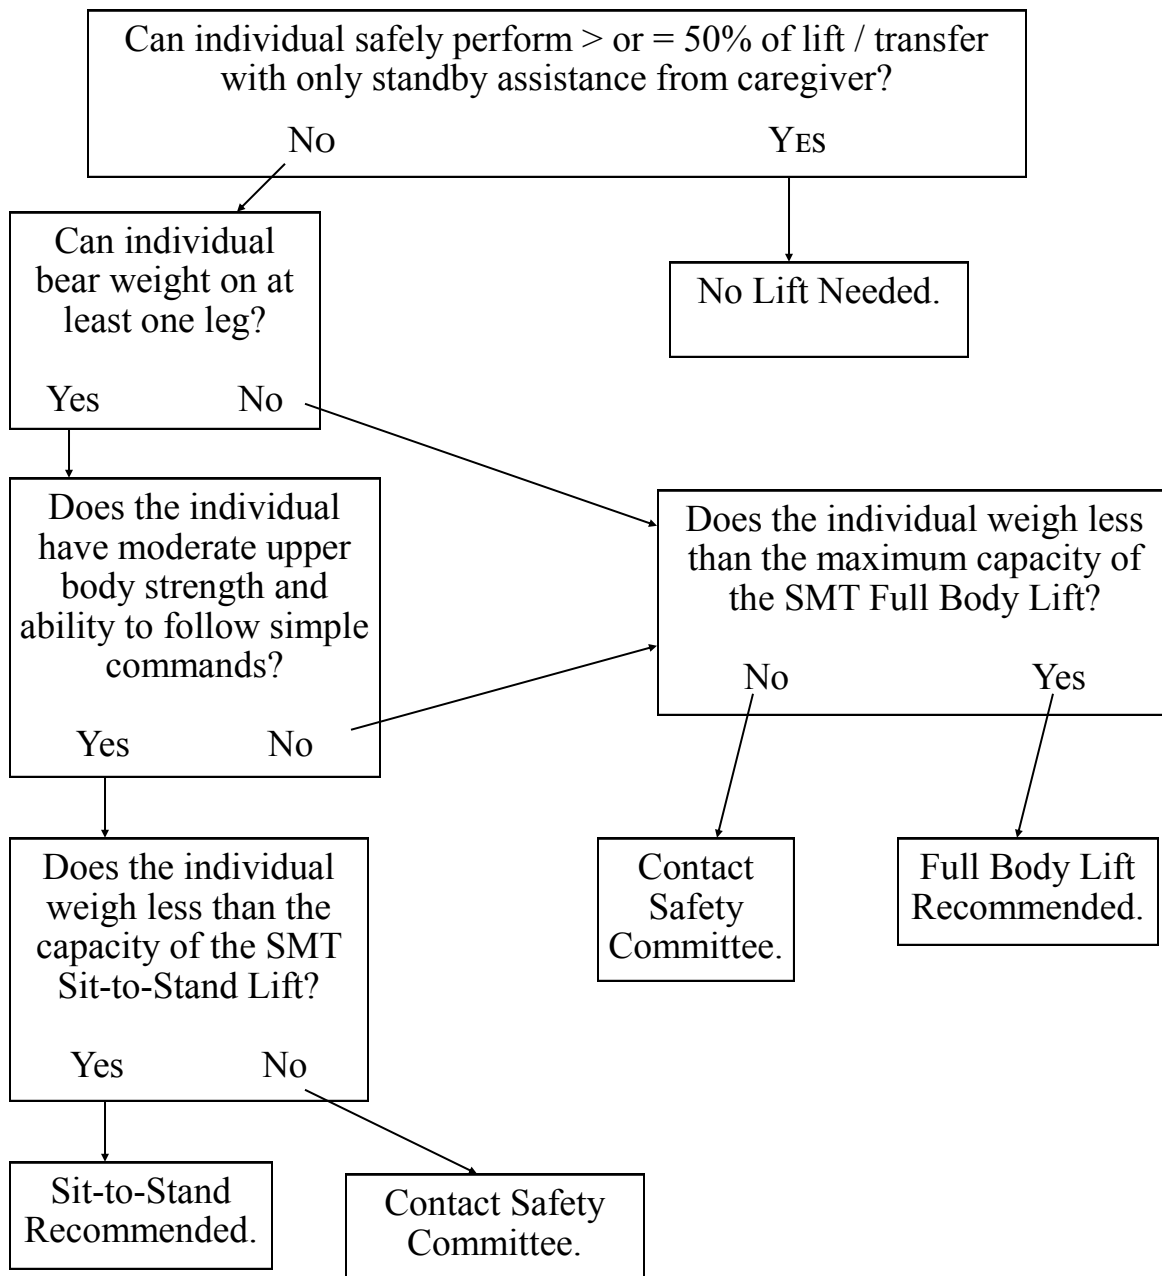 Can individual safely perform > or = 50% of lift / transfer
with only standby assistance from caregiver?
No
Yes
Can individual
bear weight on at
least one leg?
Yes No
No Lift Needed.
Does the individual
have moderate upper
body strength and
ability to follow simple
commands?
Yes No
Does the individual weigh less
than the maximum capacity of
the SMT Full Body Lift?
No Yes
Does the individual
weigh less than the
capacity of the SMT
Sit-to-Stand Lift?
Yes No
Contact
Safety
Committee.
Full Body Lift
Recommended.
Sit-to-Stand
Recommended.
Contact Safety
Committee.